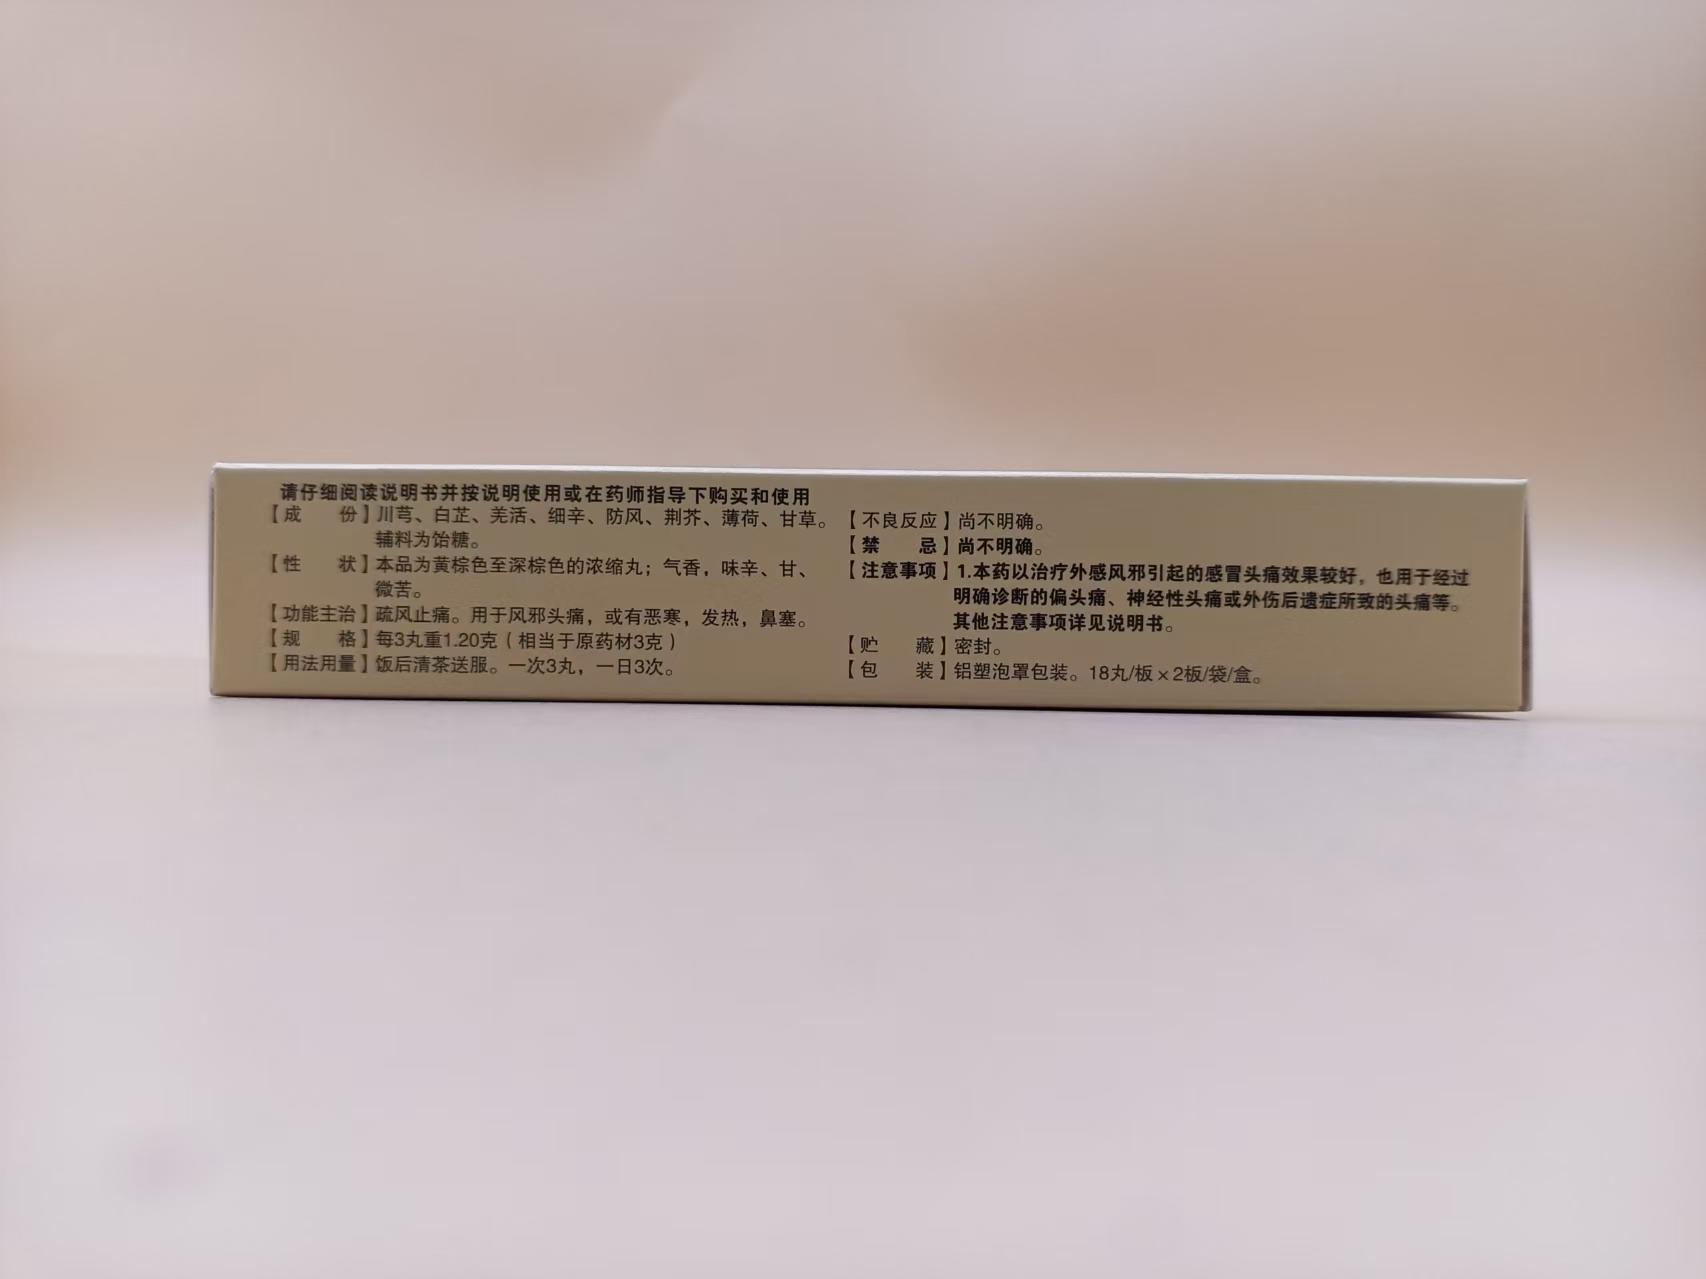 请仔细阅读说明书并按说明使用或在药师指导下购买和使用
【成　份】川芎、白芷、羌活、细辛、防风、荆芥、薄荷、甘草。
辅料为饴糖。
【性　状】本品为黄棕色至深棕色的浓缩丸；气香，味辛、甘、
微苦。
【功能主治】疏风止痛。用于风邪头痛，或有恶寒，发热，鼻塞。
【规　格】每3丸重1.20克（相当于原药材3克）
【用法用量】饭后清茶送服。一次3丸，一日3次。
【不良反应】尚不明确。
【禁　忌】尚不明确。
【注意事项】1.本药以治疗外感风邪引起的感冒头痛效果较好，也用于经过
明确诊断的偏头痛、神经性头痛或外伤后遗症所致的头痛等。
其他注意事项详见说明书。
【贮　藏】密封。
【包　装】铝塑泡罩包装。18丸/板×2板/袋/盒。